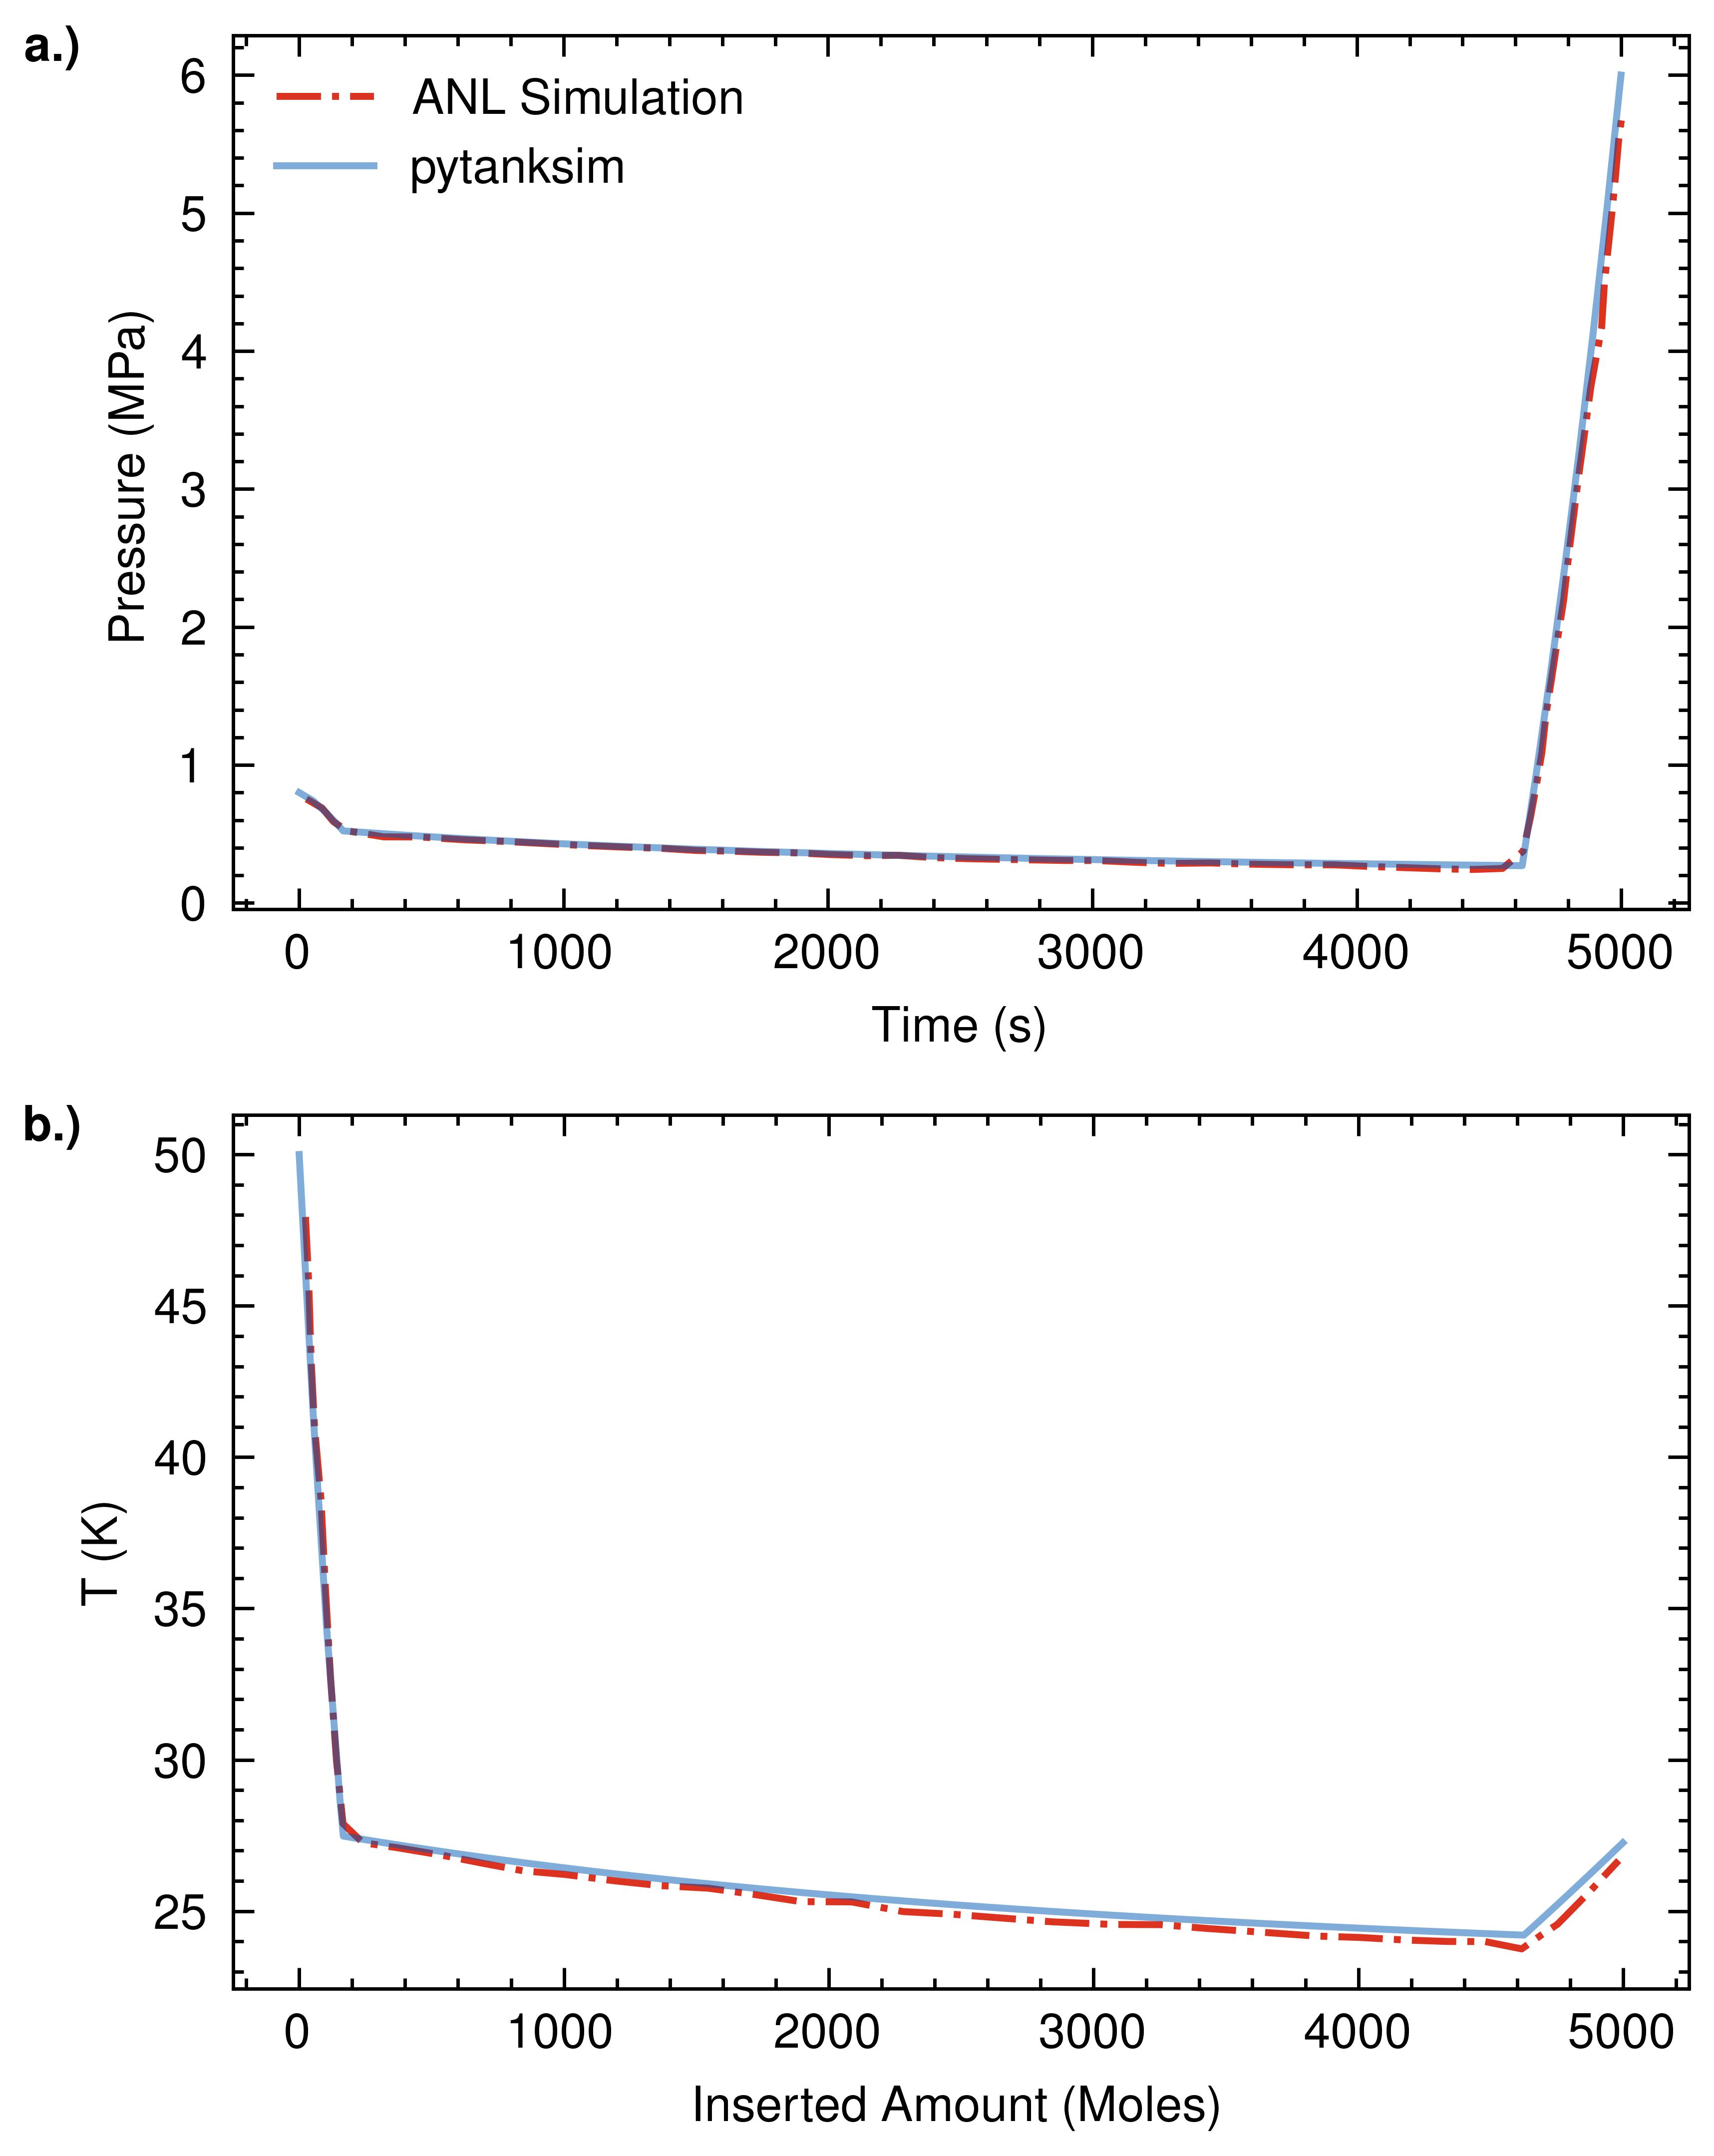 a.)
6
ANL Simulation
pytanksim
5
4
3
2
1
0
Pressure (MPa)
0 1000 2000 3000 4000 5000
Time (s)
b.)
50
45
40
35
30
25
T (K)
0 1000 2000 3000 4000 5000
Inserted Amount (Moles)